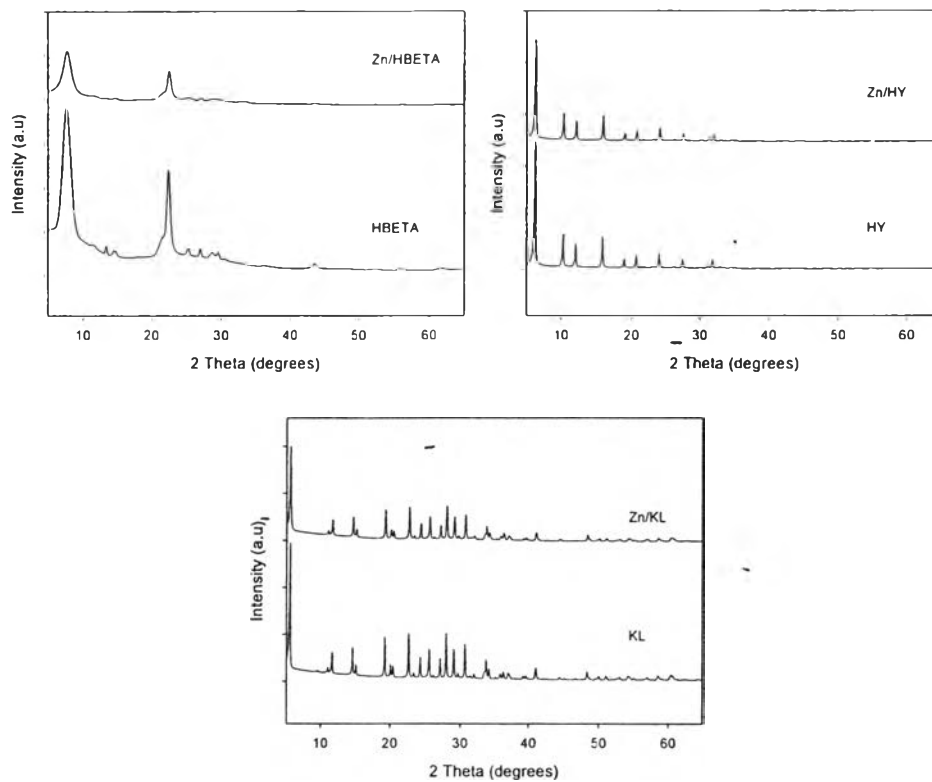 Intensity (a.u)
Zn/HBETA
HBETA
10 20 30 40 50 60
2 Theta (degrees)
Intensity (a.u)
Zn/HY
HY
10 20 30 40 50 60
2 Theta (degrees)
Intensity (a.u)
Zn/KL
KL
10 20 30 40 50 60
2 Theta (degrees)